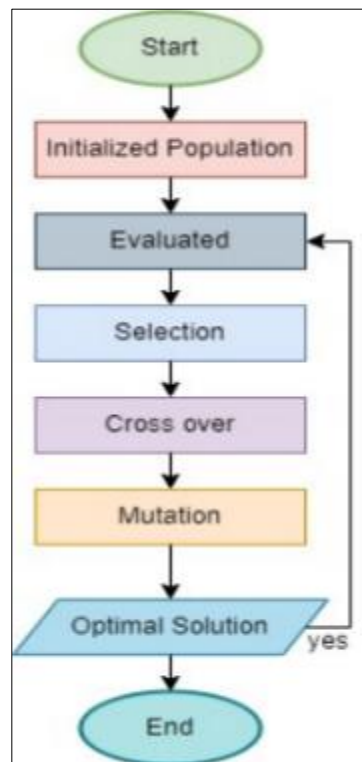 Start
Initialized Population
Evaluated
Selection
Cross over
Mutation
Optimal Solution
yes
End